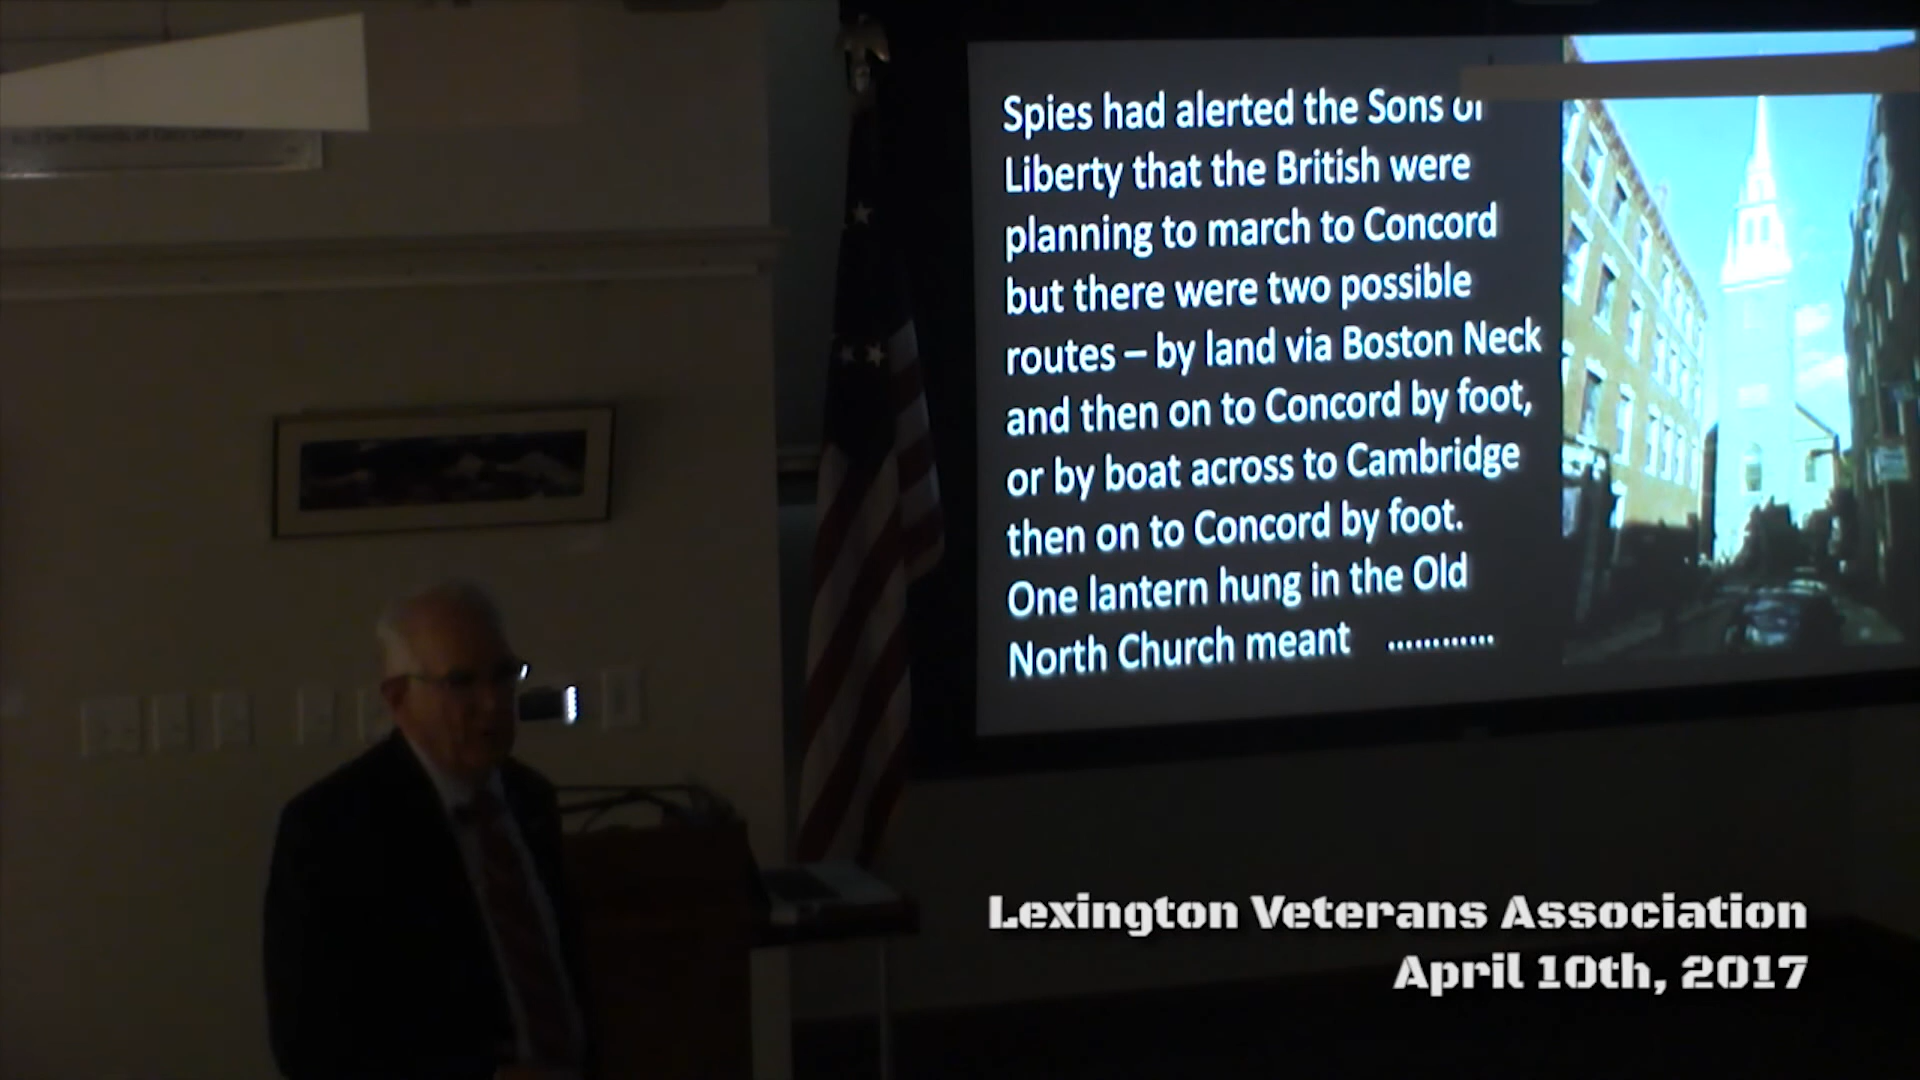 Spies had alerted the Sons of
Liberty that the British were
planning to march to Concord
but there were two possible
routes – by land via Boston Neck
and then on to Concord by foot,
or by boat across to Cambridge
then on to Concord by foot.
One lantern hung in the Old
North Church meant ............
Lexington Veterans Association
April 10th, 2017